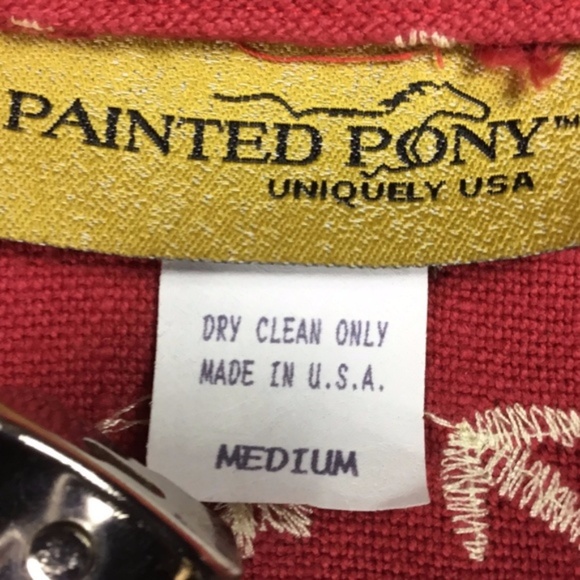 PAINTED PONY™
UNIQUELY USA
DRY CLEAN ONLY
MADE IN U.S.A.
MEDIUM